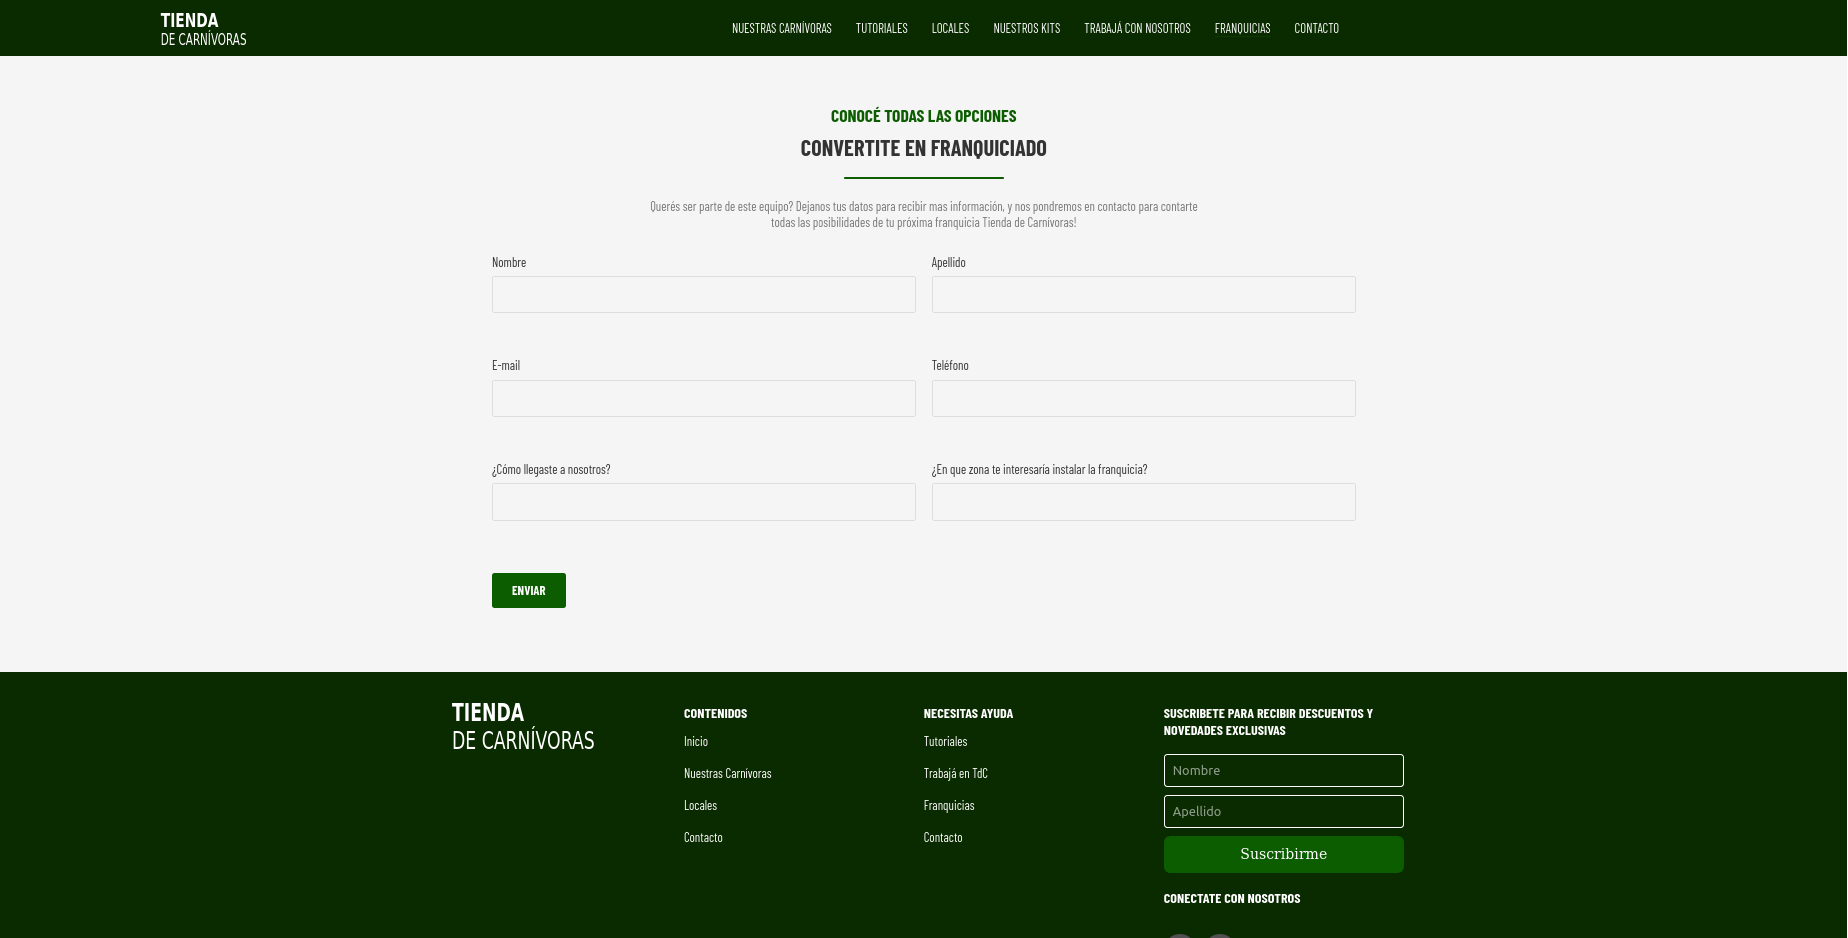 TIENDA
DE CARNÍVORAS
NUESTRAS CARNÍVORAS
TUTORIALES
LOCALES
NUESTROS KITS
TRABAJÁ CON NOSOTROS
FRANQUICIAS
CONTACTO
CONOCÉ TODAS LAS OPCIONES
CONVERTITE EN FRANQUICIADO
Querés ser parte de este equipo? Dejanos tus datos para recibir mas información, y nos pondremos en contacto para contarte
todas las posibilidades de tu próxima franquicia Tienda de Carnívoras!
Nombre
Apellido
E-mail
Teléfono
¿Cómo llegaste a nosotros?
¿En que zona te interesaría instalar la franquicia?
ENVIAR
TIENDA
DE CARNÍVORAS
CONTENIDOS
Inicio
Nuestras Carnívoras
Locales
Contacto
NECESITAS AYUDA
Tutoriales
Trabajá en TdC
Franquicias
Contacto
SUSCRIBETE PARA RECIBIR DESCUENTOS Y
NOVEDADES EXCLUSIVAS
Nombre
Apellido
Suscribirme
CONECTATE CON NOSOTROS